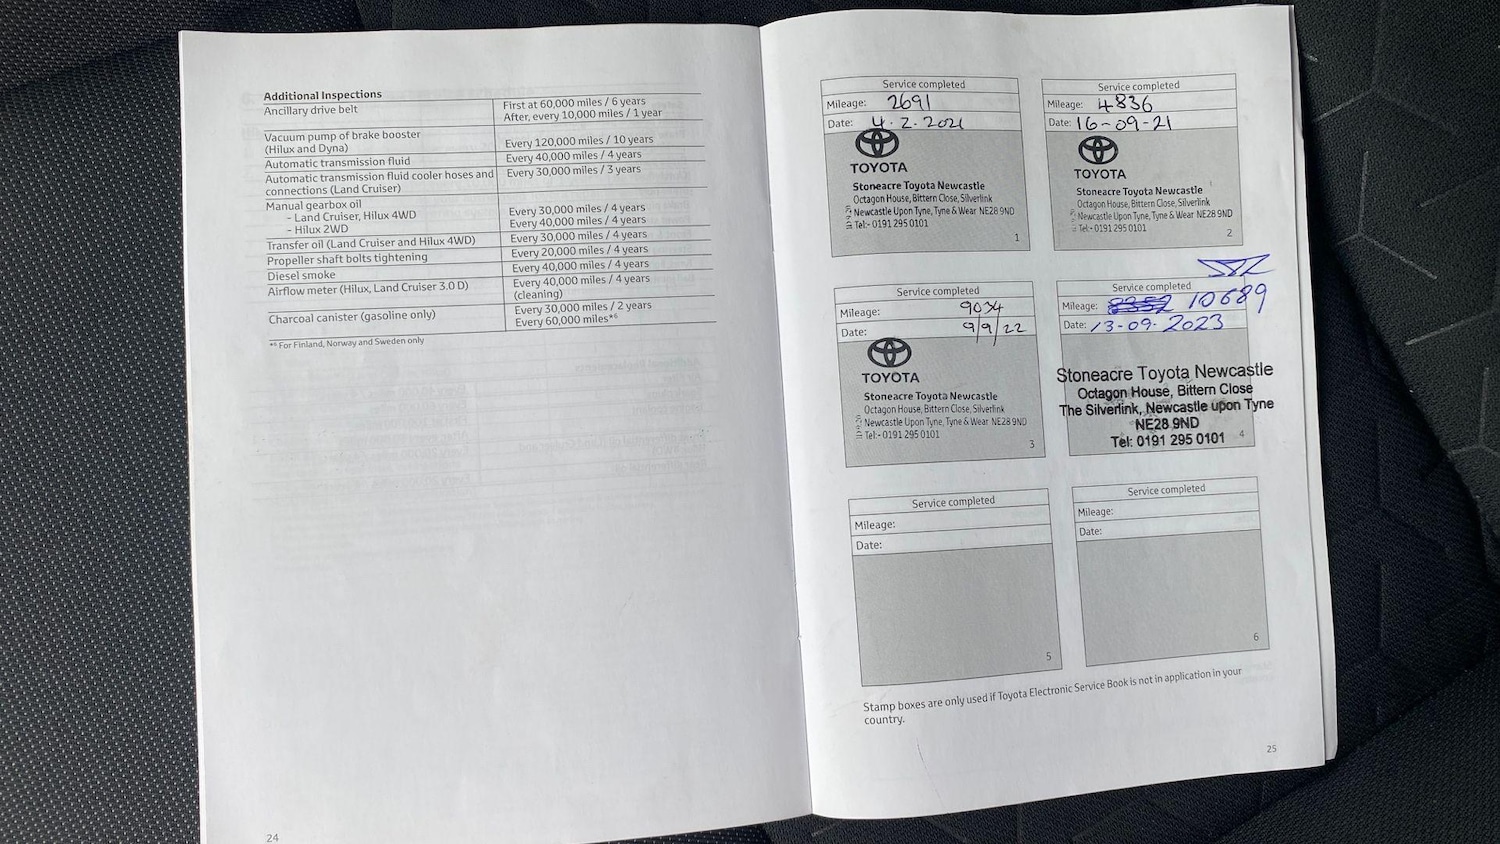 Additional Inspections
Ancillary drive belt
First at 60,000 miles / 6 years
After, every 10,000 miles / 1 year
Vacuum pump of brake booster
(Hilux and Dyna)
Every 120,000 miles / 10 years
Automatic transmission fluid
Every 40,000 miles / 4 years
Automatic transmission fluid cooler hoses and
connections (Land Cruiser)
Every 30,000 miles / 3 years
Manual gearbox oil
- Land Cruiser, Hilux 4WD
Every 30,000 miles / 4 years
- Hilux 2WD
Every 40,000 miles / 4 years
Transfer oil (Land Cruiser and Hilux 4WD)
Every 30,000 miles / 4 years
Propeller shaft bolts tightening
Every 20,000 miles / 4 years
Diesel smoke
Every 40,000 miles / 4 years
Airflow meter (Hilux, Land Cruiser 3.0 D)
Every 40,000 miles / 4 years
(cleaning)
Charcoal canister (gasoline only)
Every 30,000 miles / 2 years
Every 60,000 miles*⁶
*⁶ For Finland, Norway and Sweden only
24
Service completed
Mileage: 2691
Date: 4.2.2021
TOYOTA
Stoneacre Toyota Newcastle
Octagon House, Bittern Close, Silverlink
Newcastle Upon Tyne, Tyne & Wear NE28 9ND
Tel:- 0191 295 0101
1
Service completed
Mileage: 4836
Date: 16-09-21
TOYOTA
Stoneacre Toyota Newcastle
Octagon House, Bittern Close, Silverlink
Newcastle Upon Tyne, Tyne & Wear NE28 9ND
Tel:- 0191 295 0101
2
Service completed
Mileage: 9034
Date: 9/9/22
TOYOTA
Stoneacre Toyota Newcastle
Octagon House, Bittern Close, Silverlink
Newcastle Upon Tyne, Tyne & Wear NE28 9ND
Tel:- 0191 295 0101
3
Service completed
Mileage: 10689
Date: 13-09-2023
Stoneacre Toyota Newcastle
Octagon House, Bittern Close
The Silverlink, Newcastle upon Tyne
NE28 9ND
Tel: 0191 295 0101
4
Service completed
Mileage:
Date:
5
Service completed
Mileage:
Date:
6
Stamp boxes are only used if Toyota Electronic Service Book is not in application in your
country.
25